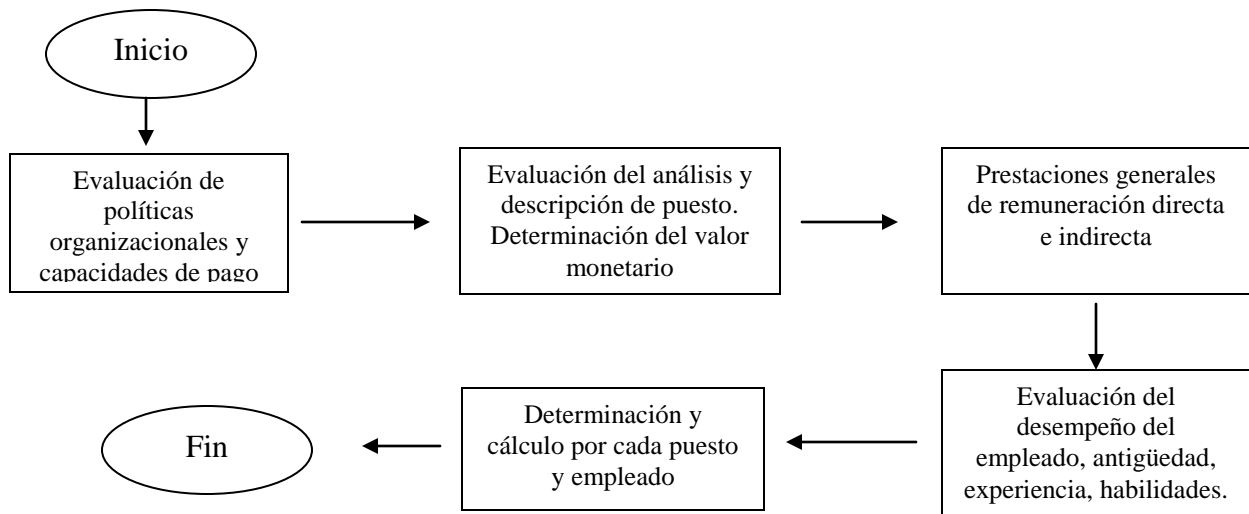 Inicio
Evaluación de
políticas
organizacionales y
capacidades de pago
Evaluación del análisis y
descripción de puesto.
Determinación del valor
monetario
Prestaciones generales
de remuneración directa
e indirecta
Evaluación del
desempeño del
empleado, antigüedad,
experiencia, habilidades.
Determinación y
cálculo por cada puesto
y empleado
Fin